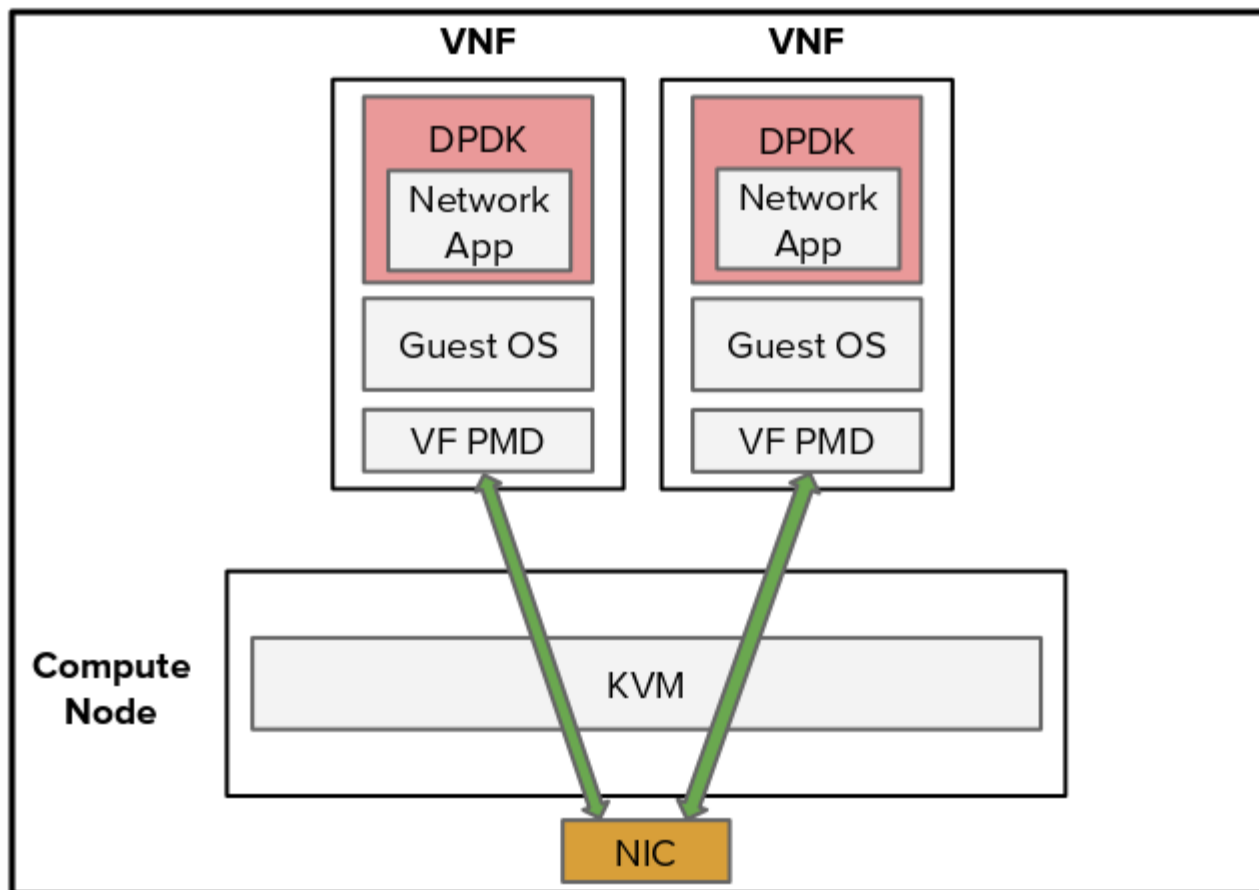 VNF
VNF
DPDK
Network
App
Guest OS
VF PMD
DPDK
Network
App
Guest OS
VF PMD
Compute
Node
KVM
NIC